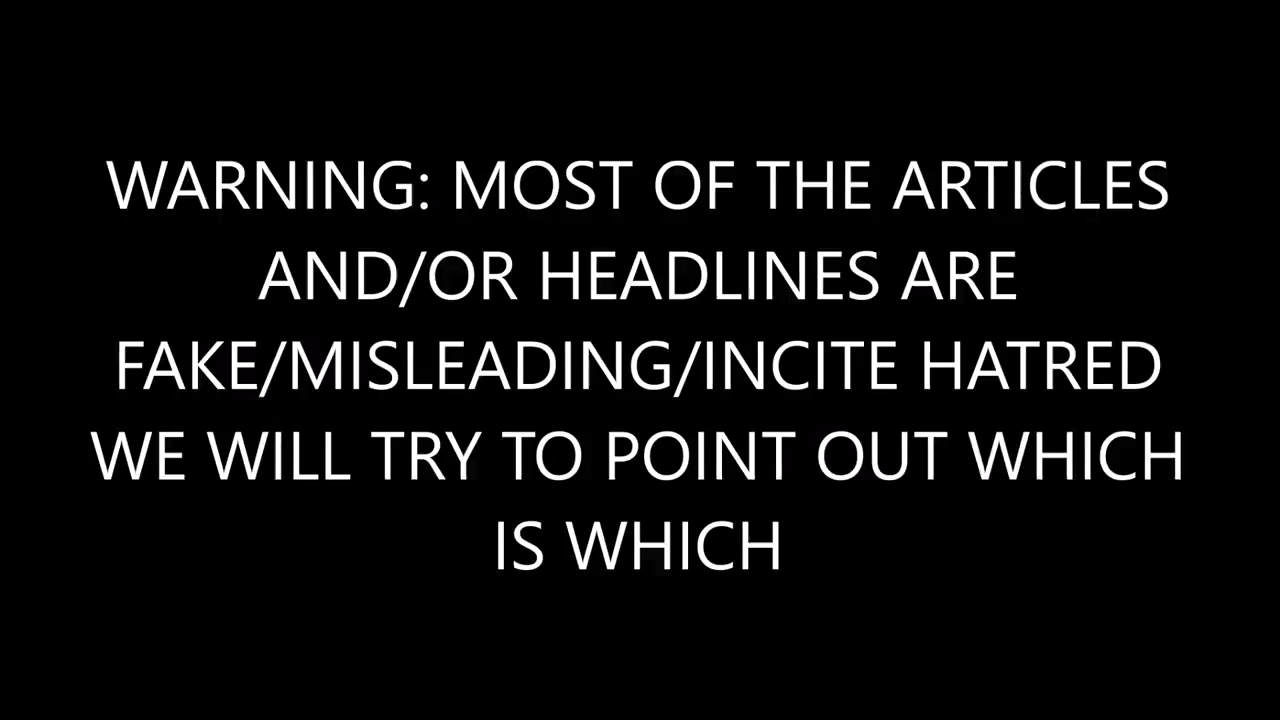 WARNING: MOST OF THE ARTICLES
AND/OR HEADLINES ARE
FAKE/MISLEADING/INCITE HATRED
WE WILL TRY TO POINT OUT WHICH
IS WHICH